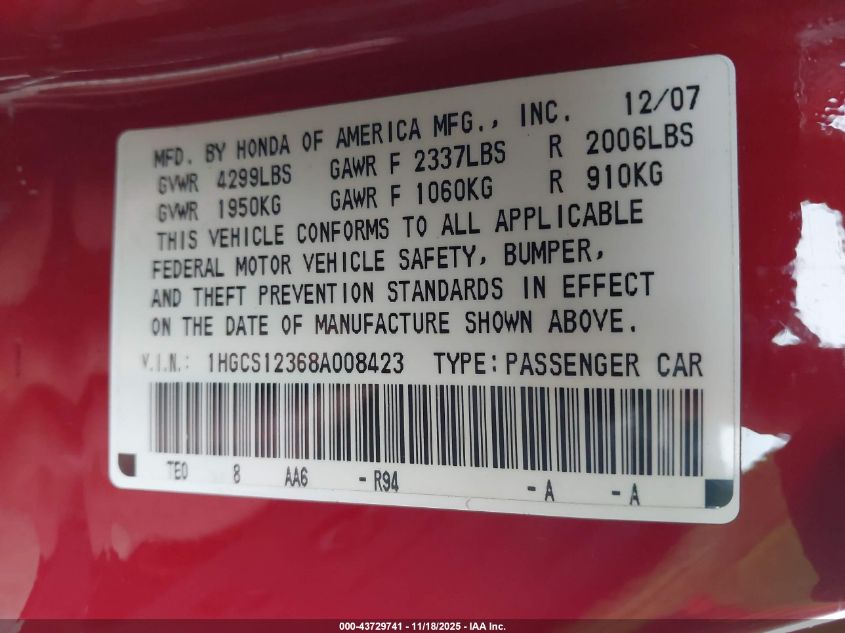 12/07
MFD. BY HONDA OF AMERICA MFG., INC.
GVWR 4299LBS GAWR F 2337LBS R 2006LBS
GVWR 1950KG GAWR F 1060KG R 910KG
THIS VEHICLE CONFORMS TO ALL APPLICABLE
FEDERAL MOTOR VEHICLE SAFETY, BUMPER,
AND THEFT PREVENTION STANDARDS IN EFFECT
ON THE DATE OF MANUFACTURE SHOWN ABOVE.
V.I.N.: 1HGCS12368A008423 TYPE: PASSENGER CAR
TE0 8 AA6 - R94 - A - A
000-43729741 | 11/18/2025 - IAA Inc.